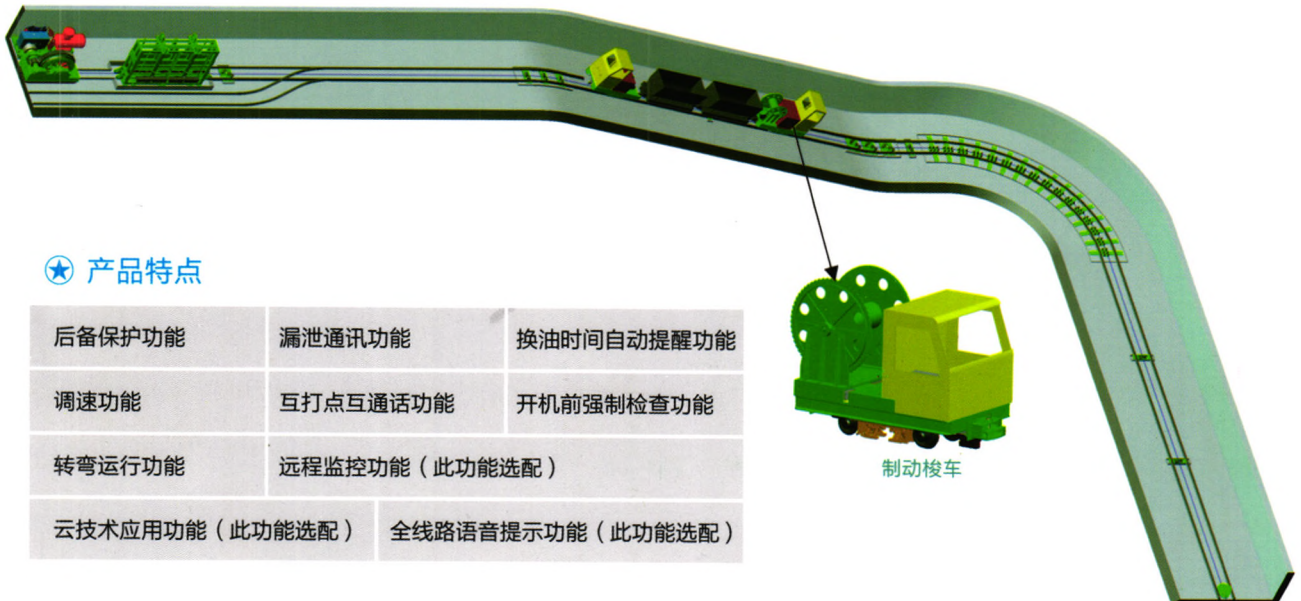 产品特点
后备保护功能 漏泄通讯功能 换油时间自动提醒功能
调速功能 互打点互通话功能 开机前强制检查功能
转弯运行功能 远程监控功能（此功能选配）
云技术应用功能（此功能选配） 全线路语音提示功能（此功能选配）
制动梭车